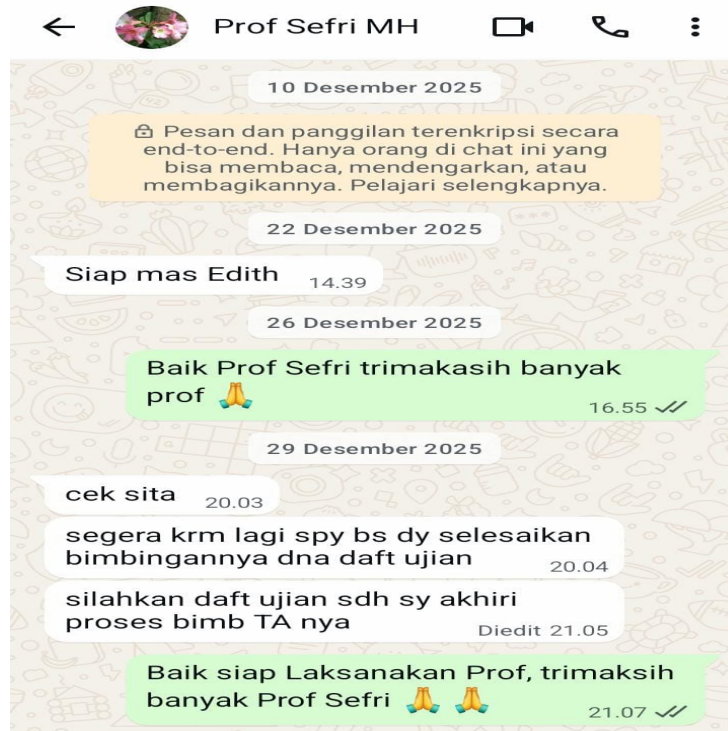 Prof Sefri MH
10 Desember 2025
Pesan dan panggilan terenkripsi secara
end-to-end. Hanya orang di chat ini yang
bisa membaca, mendengarkan, atau
membagikannya. Pelajari selengkapnya.
22 Desember 2025
Siap mas Edith 14.39
26 Desember 2025
Baik Prof Sefri trimakasih banyak
prof 🙏 16.55
29 Desember 2025
cek sita 20.03
segera krm lagi spy bs dy selesaikan
bimbingannya dna daft ujian 20.04
silahkan daft ujian sdh sy akhiri
proses bimb TA nya Diedit 21.05
Baik siap Laksanakan Prof, trimaksih
banyak Prof Sefri 🙏 🙏 21.07